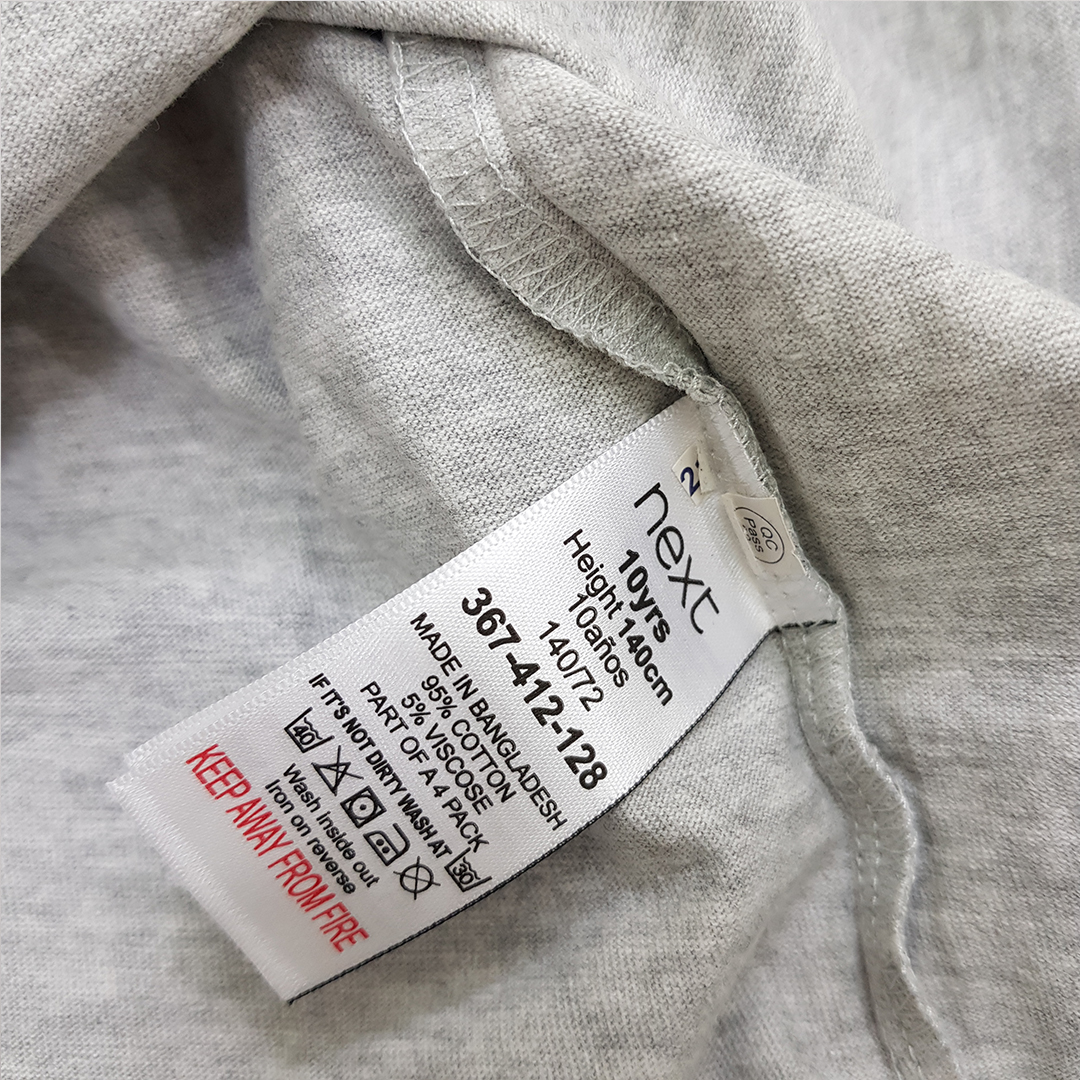 next
10yrs
Height 140cm
10años
140/72
367-412-128
MADE IN BANGLADESH
95% COTTON
5% VISCOSE
PART OF A 4 PACK
IF IT'S NOT DIRTY WASH AT 30
40
Wash inside out
Iron on reverse
KEEP AWAY FROM FIRE
QC
Pass